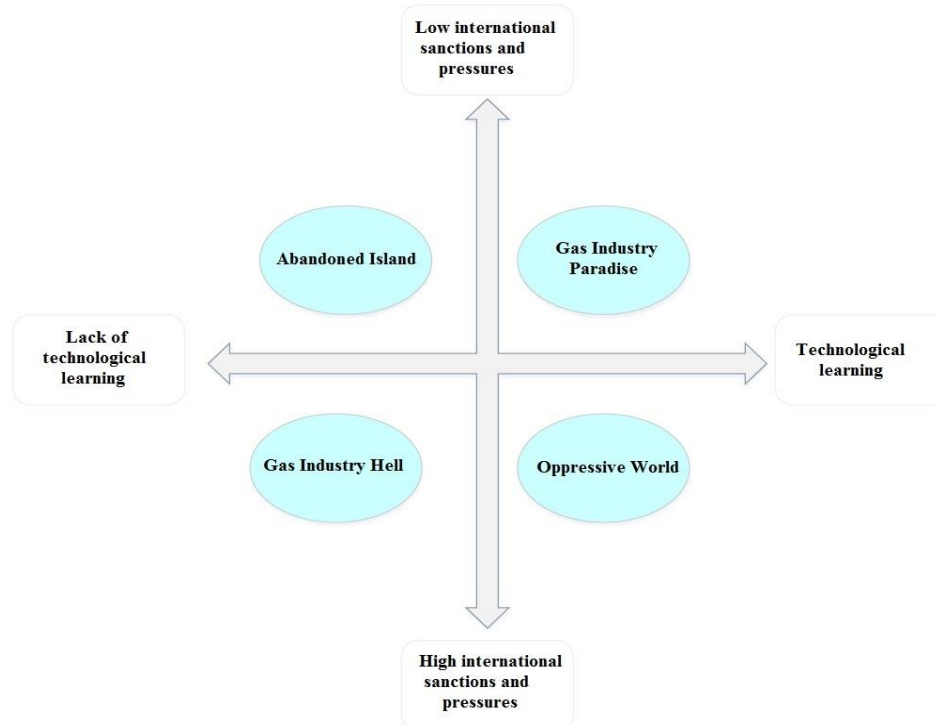 Low international
sanctions and
pressures
Abandoned Island
Gas Industry
Paradise
Lack of
technological
learning
Technological
learning
Gas Industry Hell
Oppressive World
High international
sanctions and
pressures